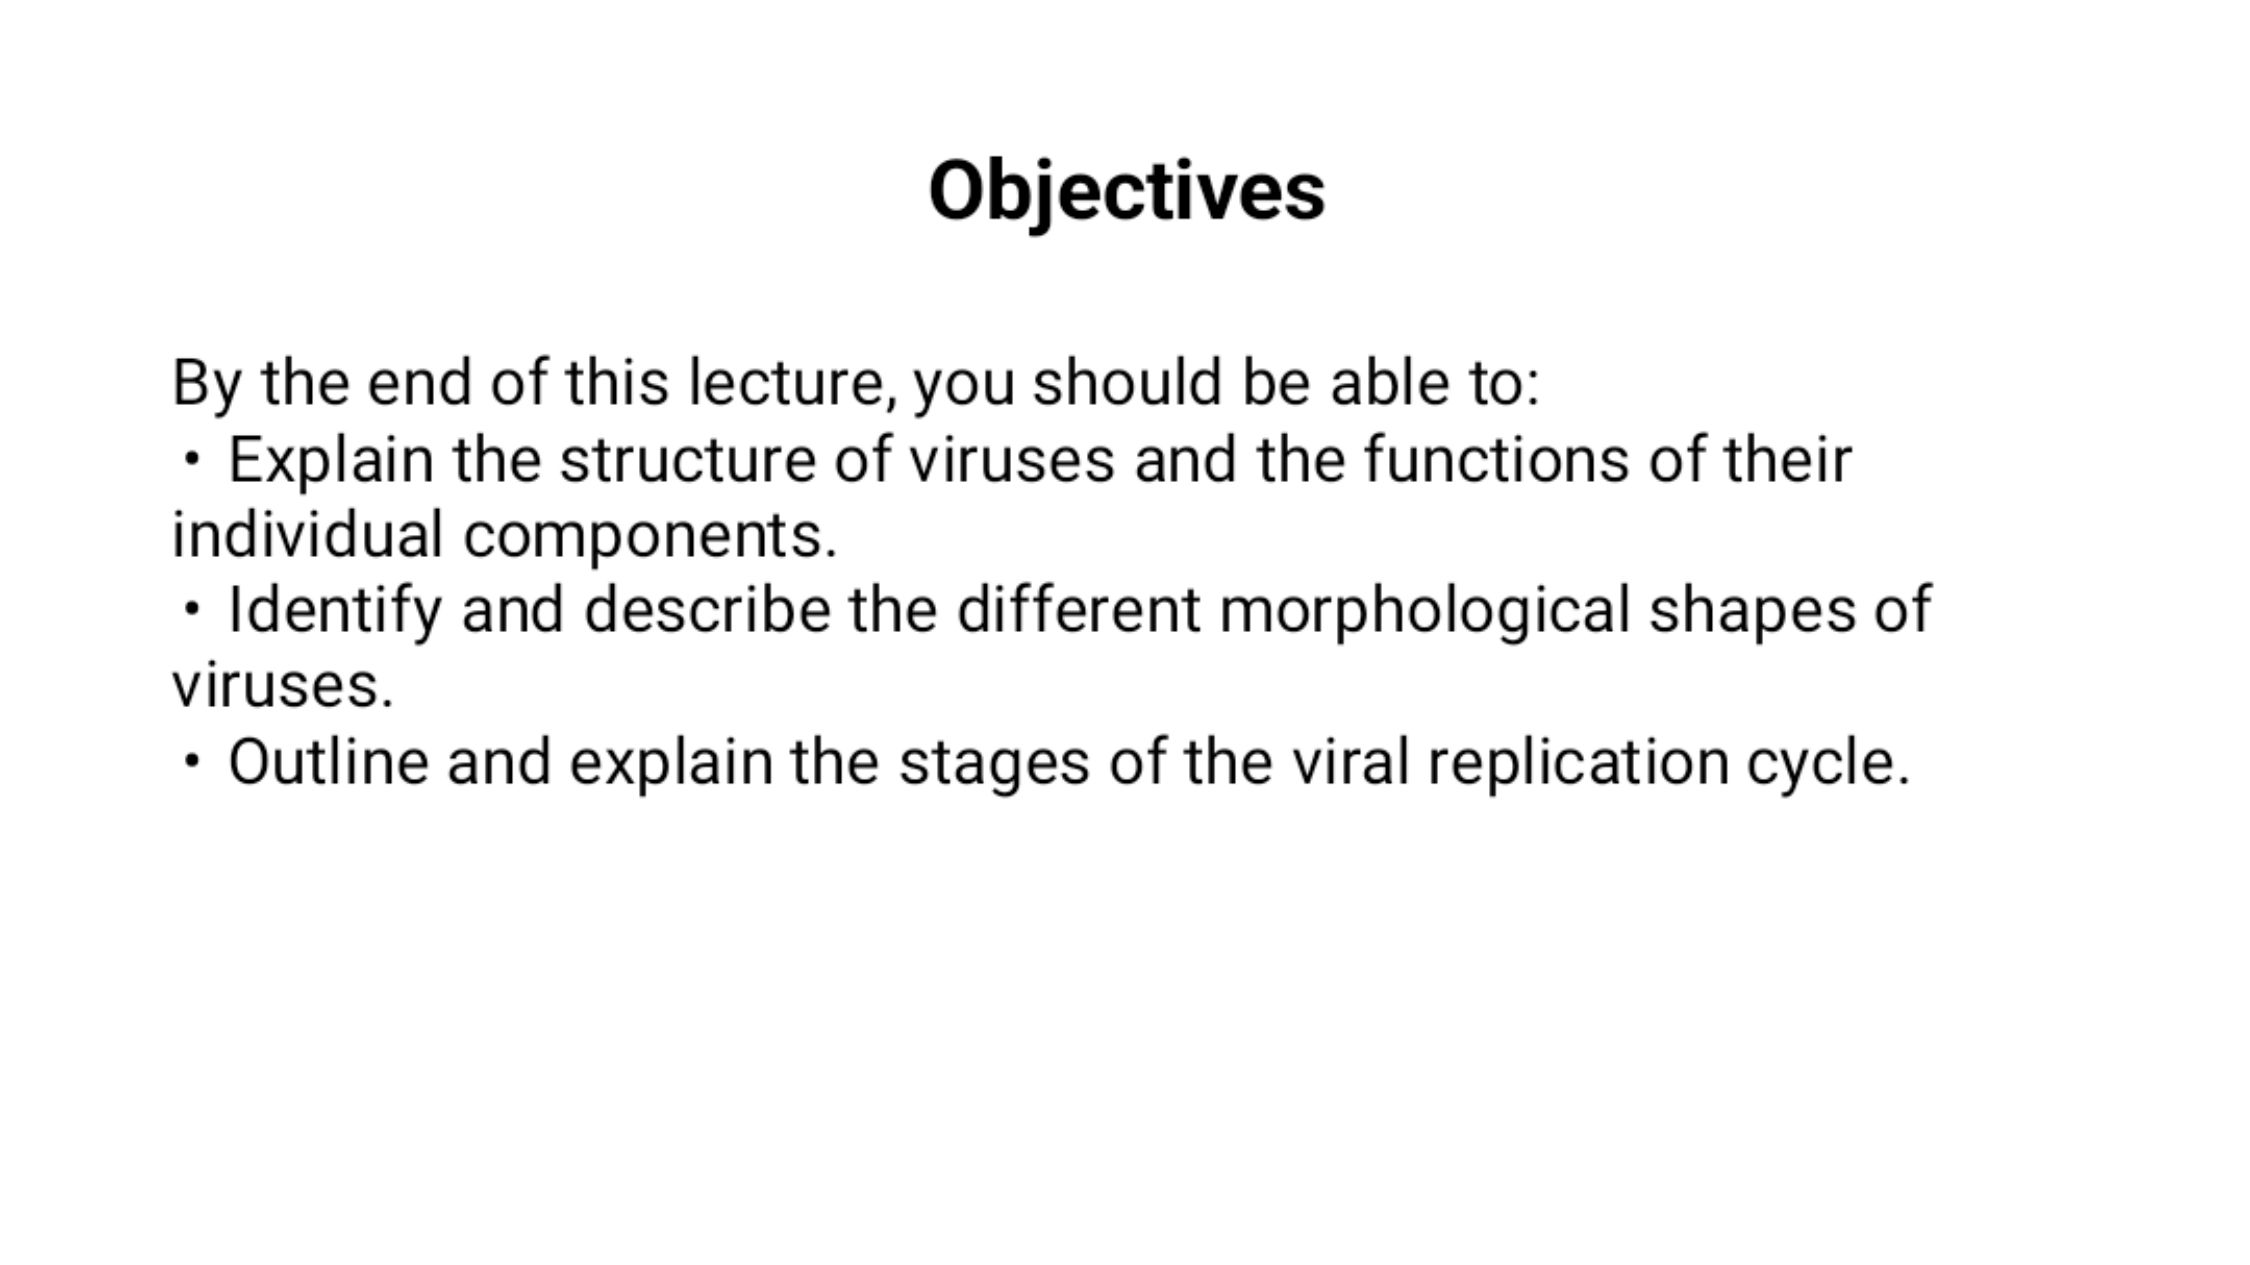 Objectives
By the end of this lecture, you should be able to:
• Explain the structure of viruses and the functions of their
individual components.
• Identify and describe the different morphological shapes of
viruses.
• Outline and explain the stages of the viral replication cycle.